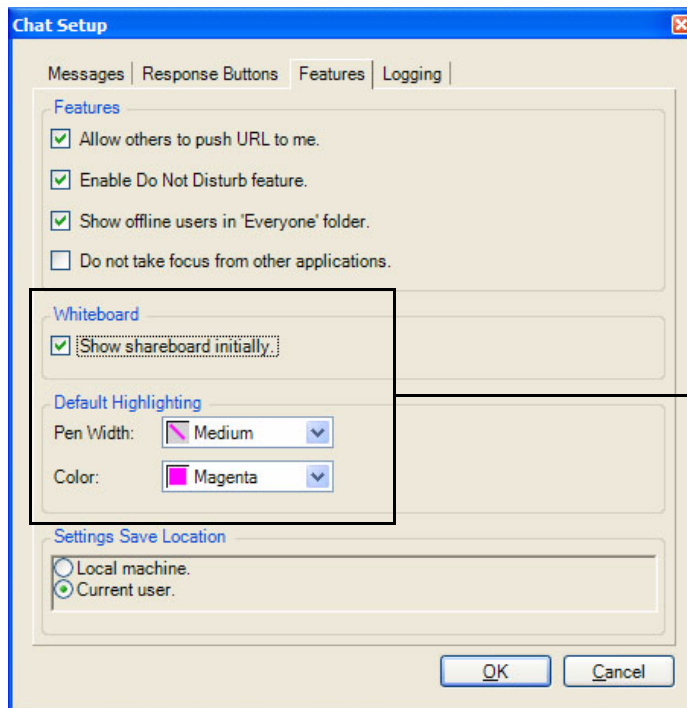 Chat Setup
Messages Response Buttons Features Logging
Features
Allow others to push URL to me.
Enable Do Not Disturb feature.
Show offline users in 'Everyone' folder.
Do not take focus from other applications.
Whiteboard
Show shareboard initially.
Default Highlighting
Pen Width: Medium
Color: Magenta
Settings Save Location
Local machine.
Current user.
OK Cancel